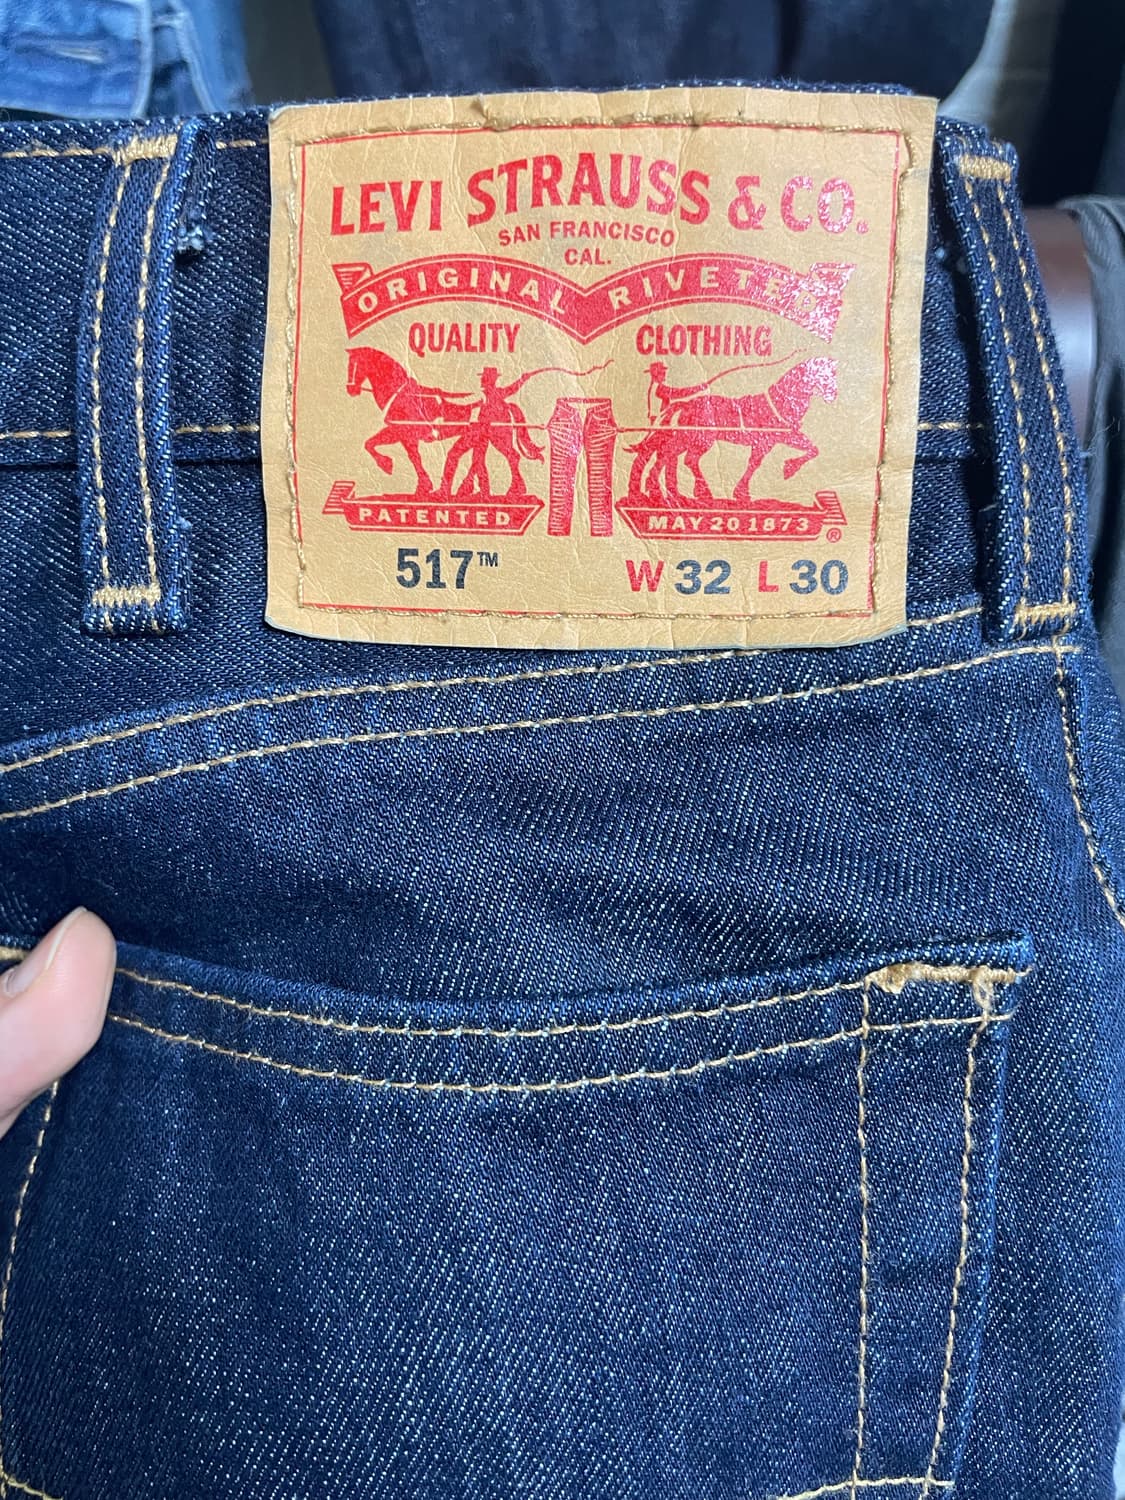 LEVI STRAUSS & CO.
SAN FRANCISCO
CAL.
ORIGINAL RIVETED
QUALITY CLOTHING
PATENTED MAY 20 1873 ®
517™ W 32 L 30